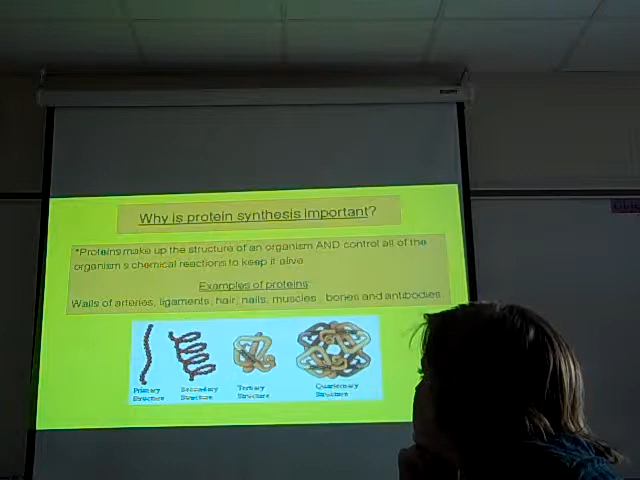 Why is protein synthesis important?
*Proteins make up the structure of an organism AND control all of the
organism's chemical reactions to keep it alive
Examples of proteins:
Walls of arteries, ligaments, hair, nails, muscles, bones and antibodies.
Primary Secondary Tertiary Quarternary
Structure Structure Structure Structure